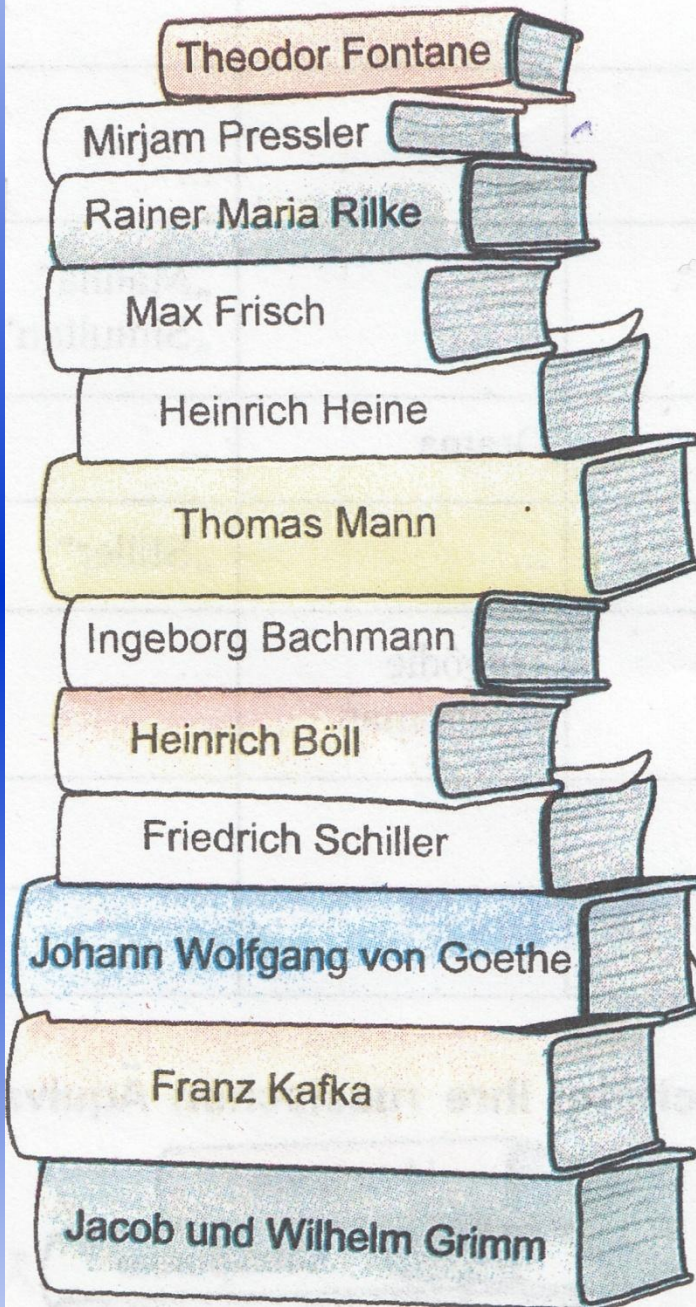 Theodor Fontane
Mirjam Pressler
Rainer Maria Rilke
Max Frisch
Heinrich Heine
Thomas Mann
Ingeborg Bachmann
Heinrich Böll
Friedrich Schiller
Johann Wolfgang von Goethe
Franz Kafka
Jacob und Wilhelm Grimm